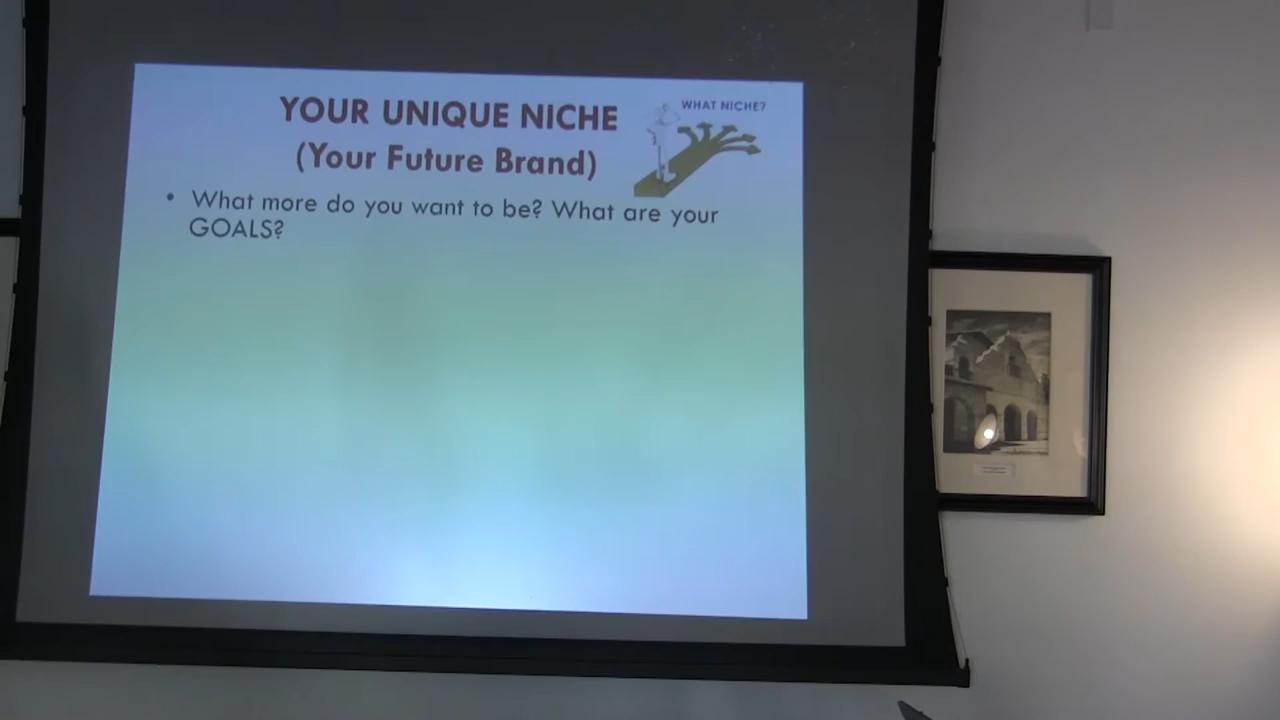 YOUR UNIQUE NICHE
(Your Future Brand)
WHAT NICHE?
• What more do you want to be? What are your
GOALS?